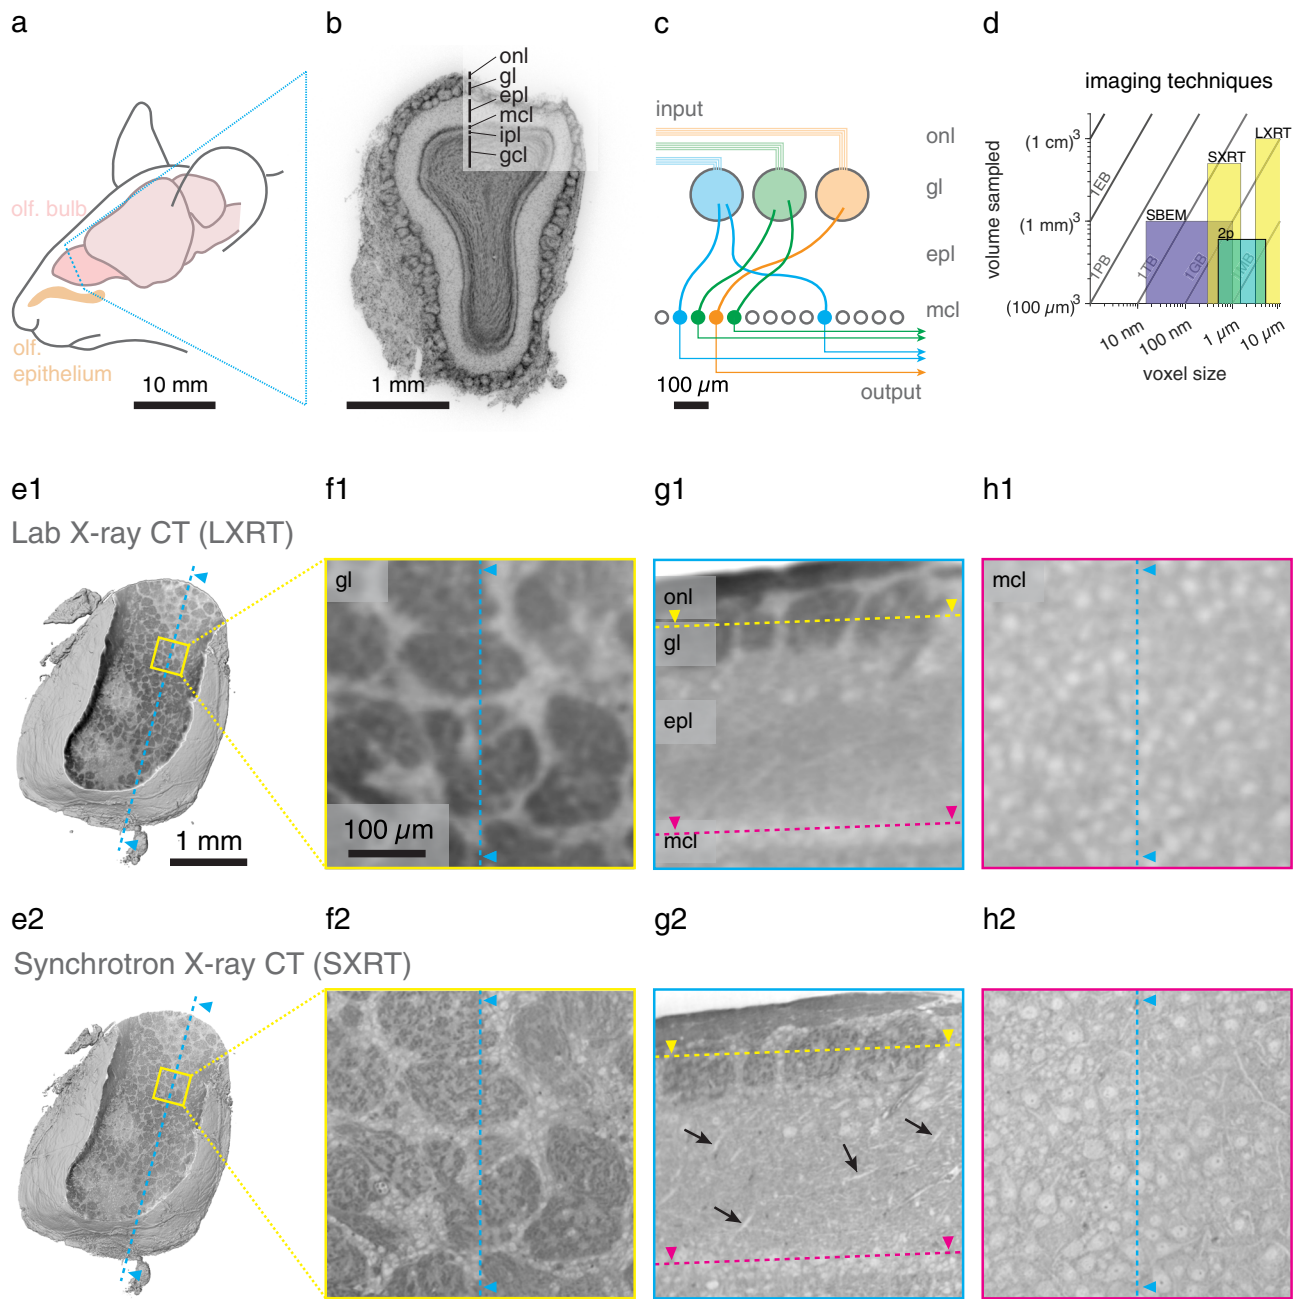 a
olf. bulb
olf.
epithelium
10 mm
b
onl
gl
epl
mcl
ipl
gcl
1 mm
c
input
onl
gl
epl
mcl
100 µm
output
d
imaging techniques
volume sampled
(1 cm)³
(1 mm)³
(100 µm)³
LXRT
SXRT
SBEM
2p
1EB
1PB
1TB
1GB
1MB
10 nm
100 nm
1 µm
10 µm
voxel size
e1
Lab X-ray CT (LXRT)
1 mm
f1
gl
100 µm
g1
onl
gl
epl
mcl
h1
mcl
e2
Synchrotron X-ray CT (SXRT)
f2
g2
h2